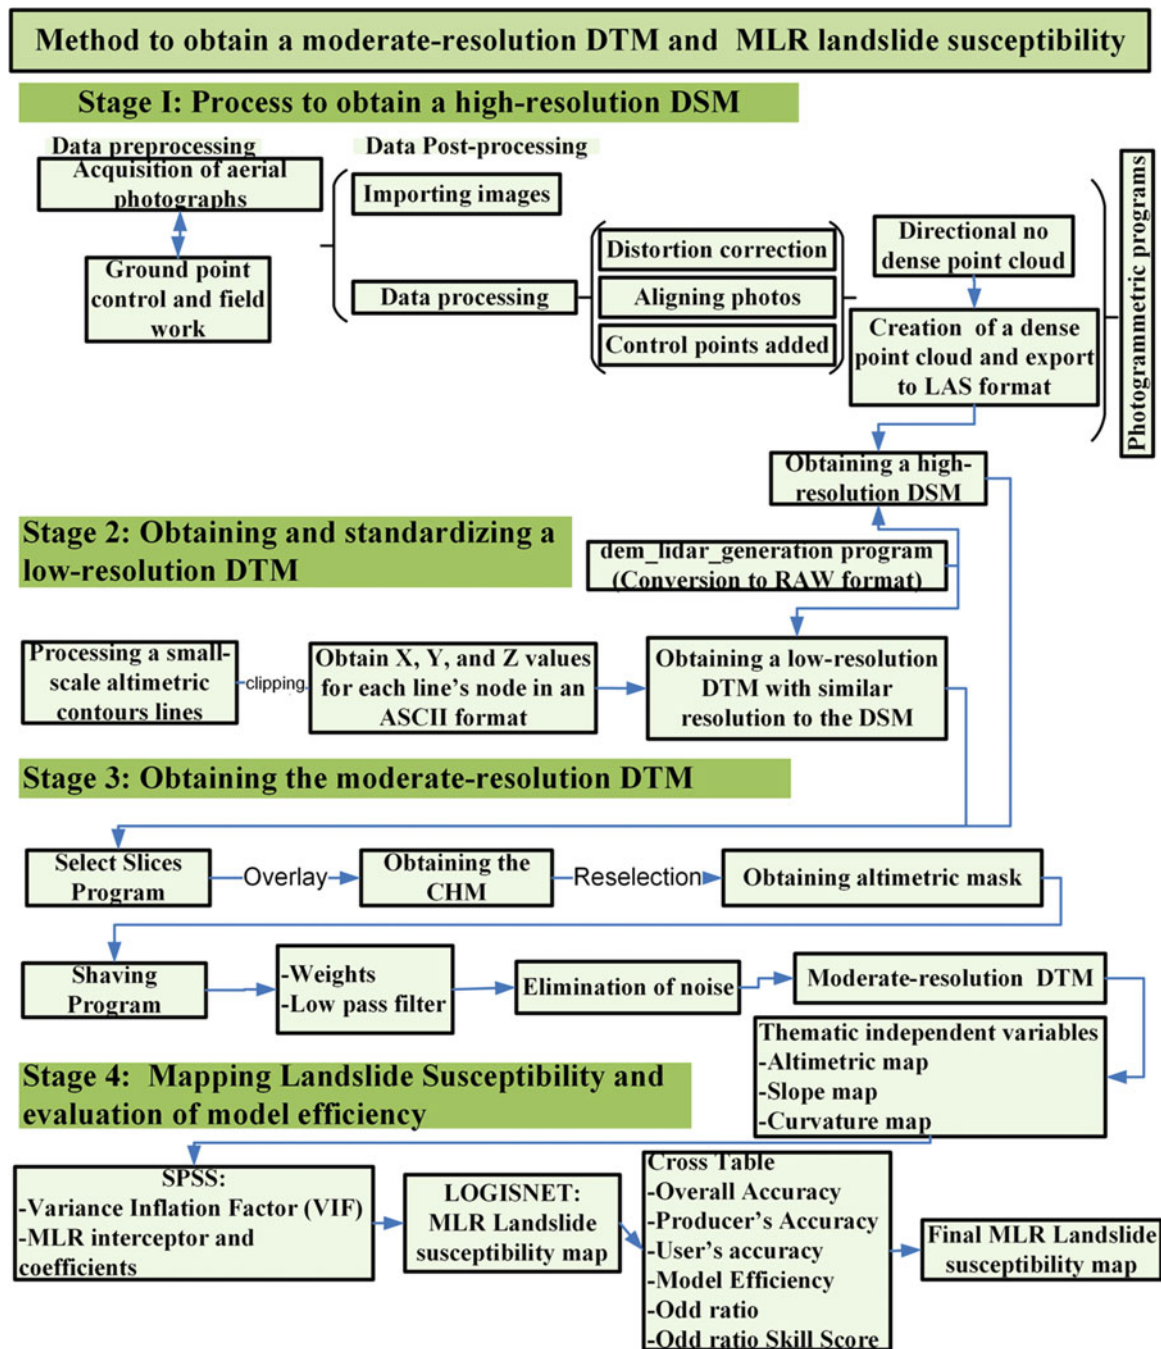 Method to obtain a moderate-resolution DTM and MLR landslide susceptibility
Stage I: Process to obtain a high-resolution DSM
Data preprocessing
Data Post-processing
Acquisition of aerial
photographs
Ground point
control and field
work
Importing images
Data processing
Distortion correction
Aligning photos
Control points added
Directional no
dense point cloud
Creation of a dense
point cloud and export
to LAS format
Photogrammetric programs
Obtaining a high-
resolution DSM
Stage 2: Obtaining and standardizing a
low-resolution DTM
dem_lidar_generation program
(Conversion to RAW format)
Processing a small-
scale altimetric
contours lines
clipping
Obtain X, Y, and Z values
for each line's node in an
ASCII format
Obtaining a low-resolution
DTM with similar
resolution to the DSM
Stage 3: Obtaining the moderate-resolution DTM
Select Slices
Program
Overlay
Obtaining the
CHM
Reselection
Obtaining altimetric mask
Shaving
Program
-Weights
-Low pass filter
Elimination of noise
Moderate-resolution DTM
Thematic independent variables
-Altimetric map
-Slope map
-Curvature map
Stage 4: Mapping Landslide Susceptibility and
evaluation of model efficiency
SPSS:
-Variance Inflation Factor (VIF)
-MLR interceptor and
coefficients
LOGISNET:
MLR Landslide
susceptibility map
Cross Table
-Overall Accuracy
-Producer's Accuracy
-User's accuracy
-Model Efficiency
-Odd ratio
-Odd ratio Skill Score
Final MLR Landslide
susceptibility map